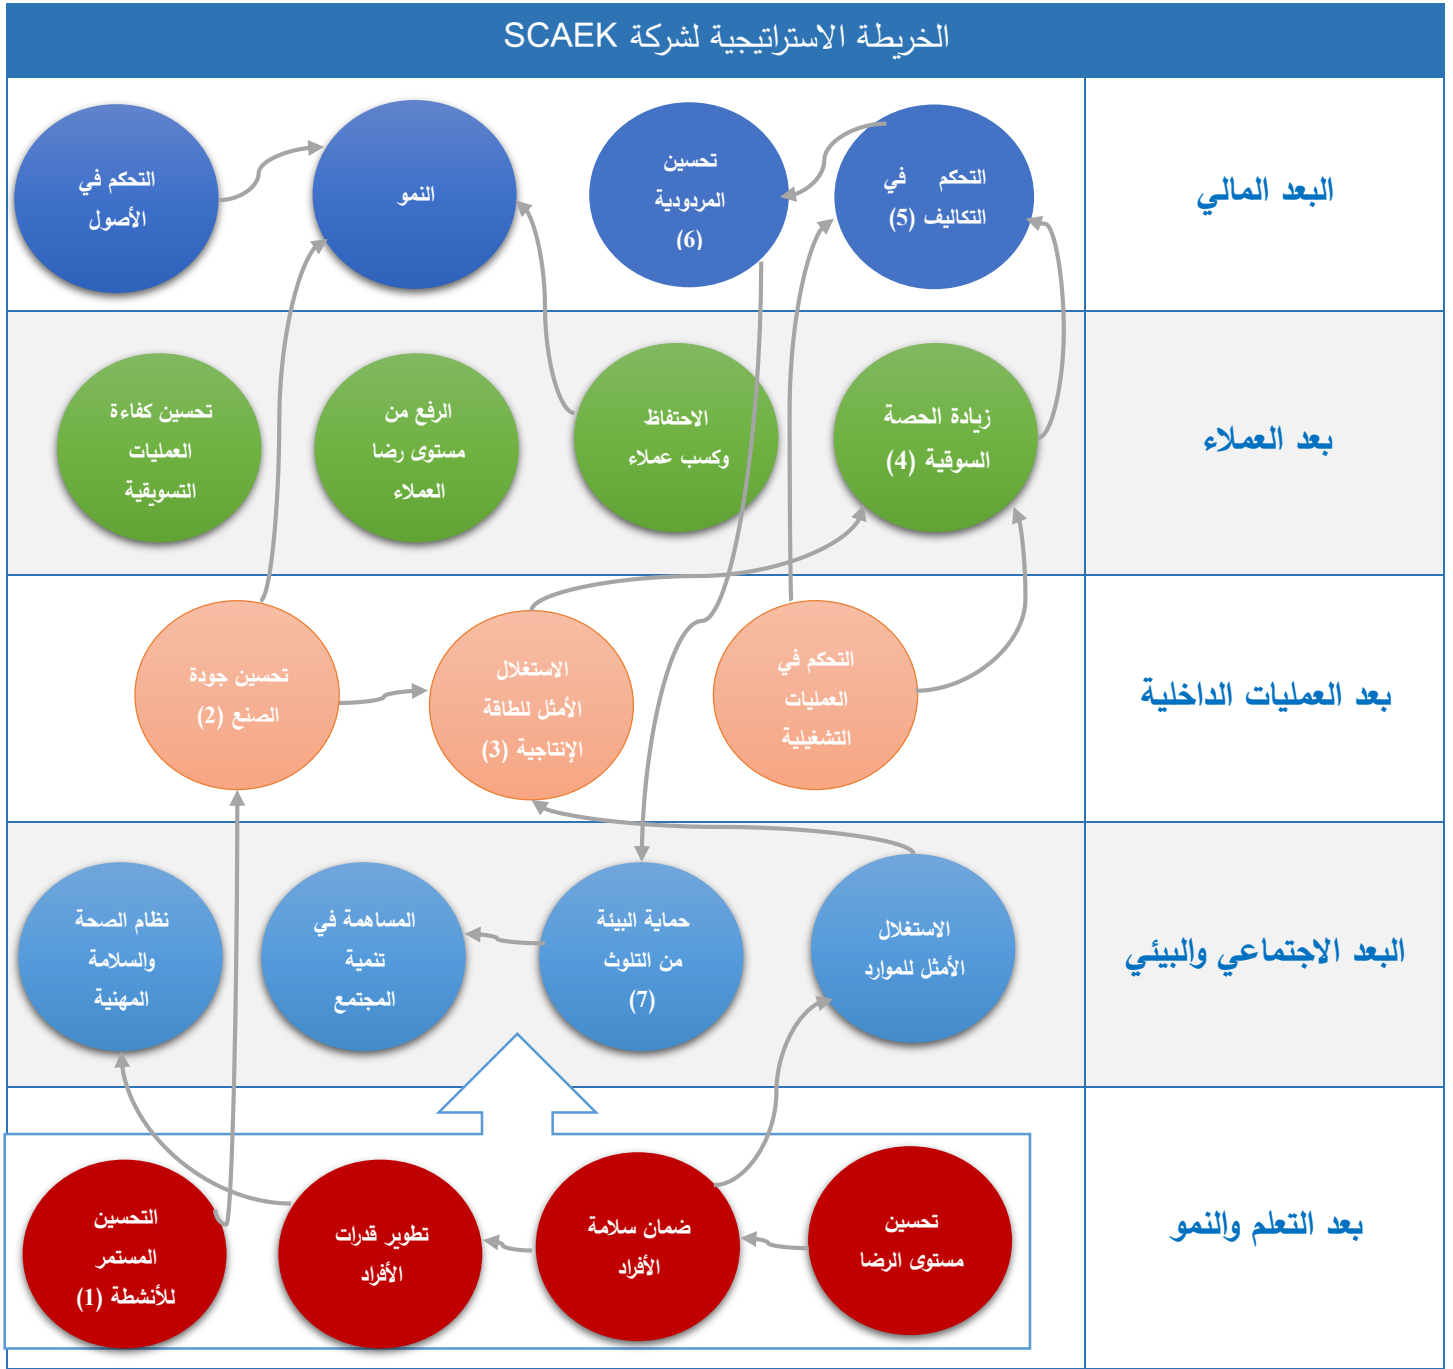 الخريطة الاستراتيجية لشركة SCAEK
البعد المالي
التحكم في
التكاليف (5)
تحسين
المردودية
(6)
النمو
التحكم في
الأصول
بعد العملاء
زيادة الحصة
السوقية (4)
الاحتفاظ
وكسب عملاء
الرفع من
مستوى رضا
العملاء
تحسين كفاءة
العمليات
التسويقية
بعد العمليات الداخلية
التحكم في
العمليات
التشغيلية
الاستغلال
الأمثل للطاقة
الإنتاجية (3)
تحسين جودة
الصنع (2)
البعد الاجتماعي والبيئي
الاستغلال
الأمثل للموارد
حماية البيئة
من التلوث
(7)
المساهمة في
تنمية
المجتمع
نظام الصحة
والسلامة
المهنية
بعد التعلم والنمو
تحسين
مستوى الرضا
ضمان سلامة
الأفراد
تطوير قدرات
الأفراد
التحسين
المستمر
للأنشطة (1)